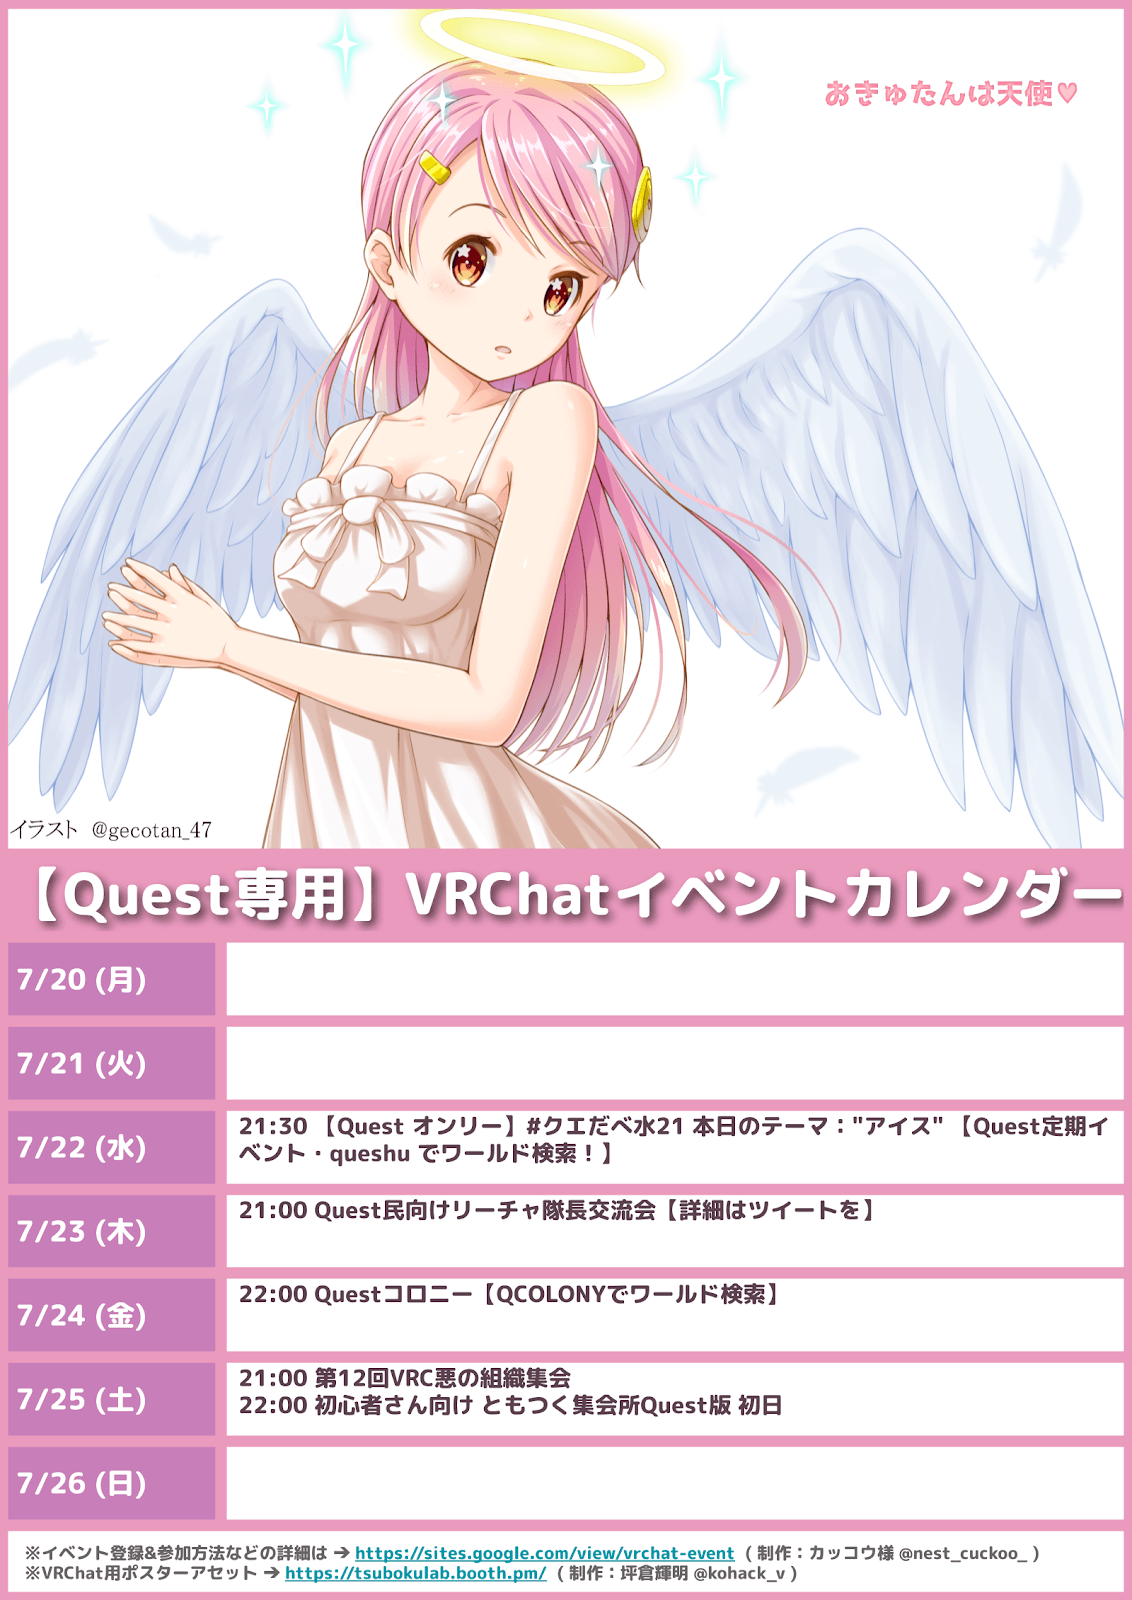 おきゅたんは天使♥
イラスト @gecotan_47
【Quest専用】VRChatイベントカレンダー
7/20 (月)
7/21 (火)
7/22 (水)
21:30 【Quest オンリー】#クエだべ水21 本日のテーマ："アイス" 【Quest定期イ
ベント・queshu でワールド検索！】
7/23 (木)
21:00 Quest民向けリーチャ隊長交流会【詳細はツイートを】
7/24 (金)
22:00 Questコロニー【QCOLONYでワールド検索】
7/25 (土)
21:00 第12回VRC悪の組織集会
22:00 初心者さん向け ともつく集会所Quest版 初日
7/26 (日)
※イベント登録&参加方法などの詳細は ➔ https://sites.google.com/view/vrchat-event ( 制作：カッコウ様 @nest_cuckoo_ )
※VRChat用ポスターアセット ➔ https://tsubokulab.booth.pm/ ( 制作：坪倉輝明 @kohack_v )